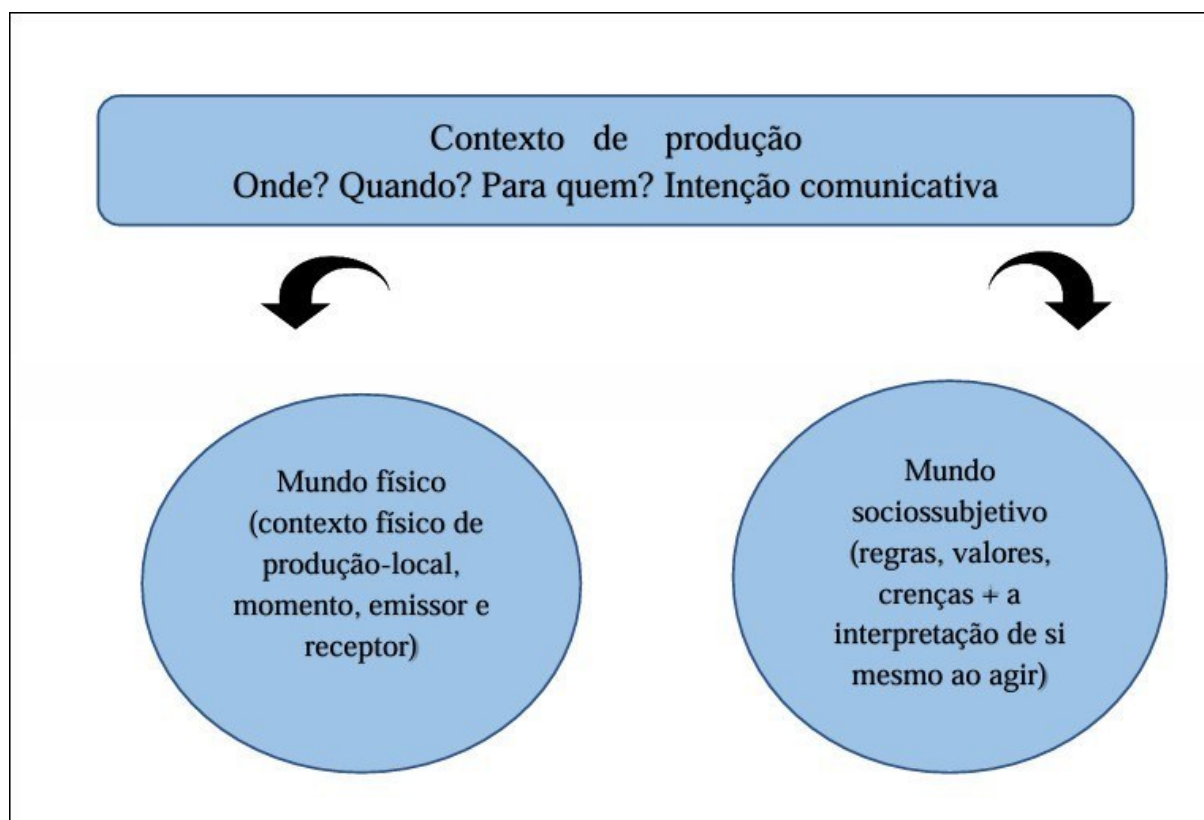 Contexto de produção
Onde? Quando? Para quem? Intenção comunicativa
Mundo físico
(contexto físico de
produção-local,
momento, emissor e
receptor)
Mundo
sociossubjetivo
(regras, valores,
crenças + a
interpretação de si
mesmo ao agir)